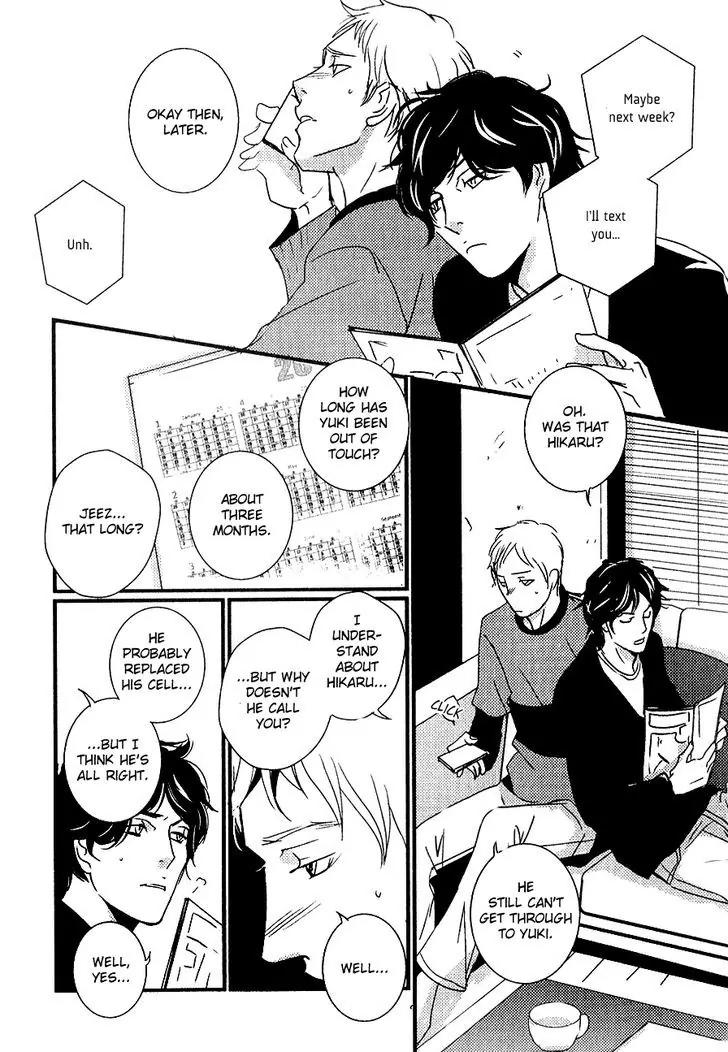 Maybe
next week?
I'll text
you...
OKAY THEN,
LATER.
Unh.
OH.
WAS THAT
HIKARU?
CLICK
HE
STILL CAN'T
GET THROUGH
TO YUKI.
HOW
LONG HAS
YUKI BEEN
OUT OF
TOUCH?
ABOUT
THREE
MONTHS.
JEEZ...
THAT LONG?
20
January
I
UNDER-
STAND
ABOUT
HIKARU...
...BUT WHY
DOESN'T
HE CALL
YOU?
WELL...
HE
PROBABLY
REPLACED
HIS CELL...
...BUT I
THINK HE'S
ALL RIGHT.
WELL,
YES...